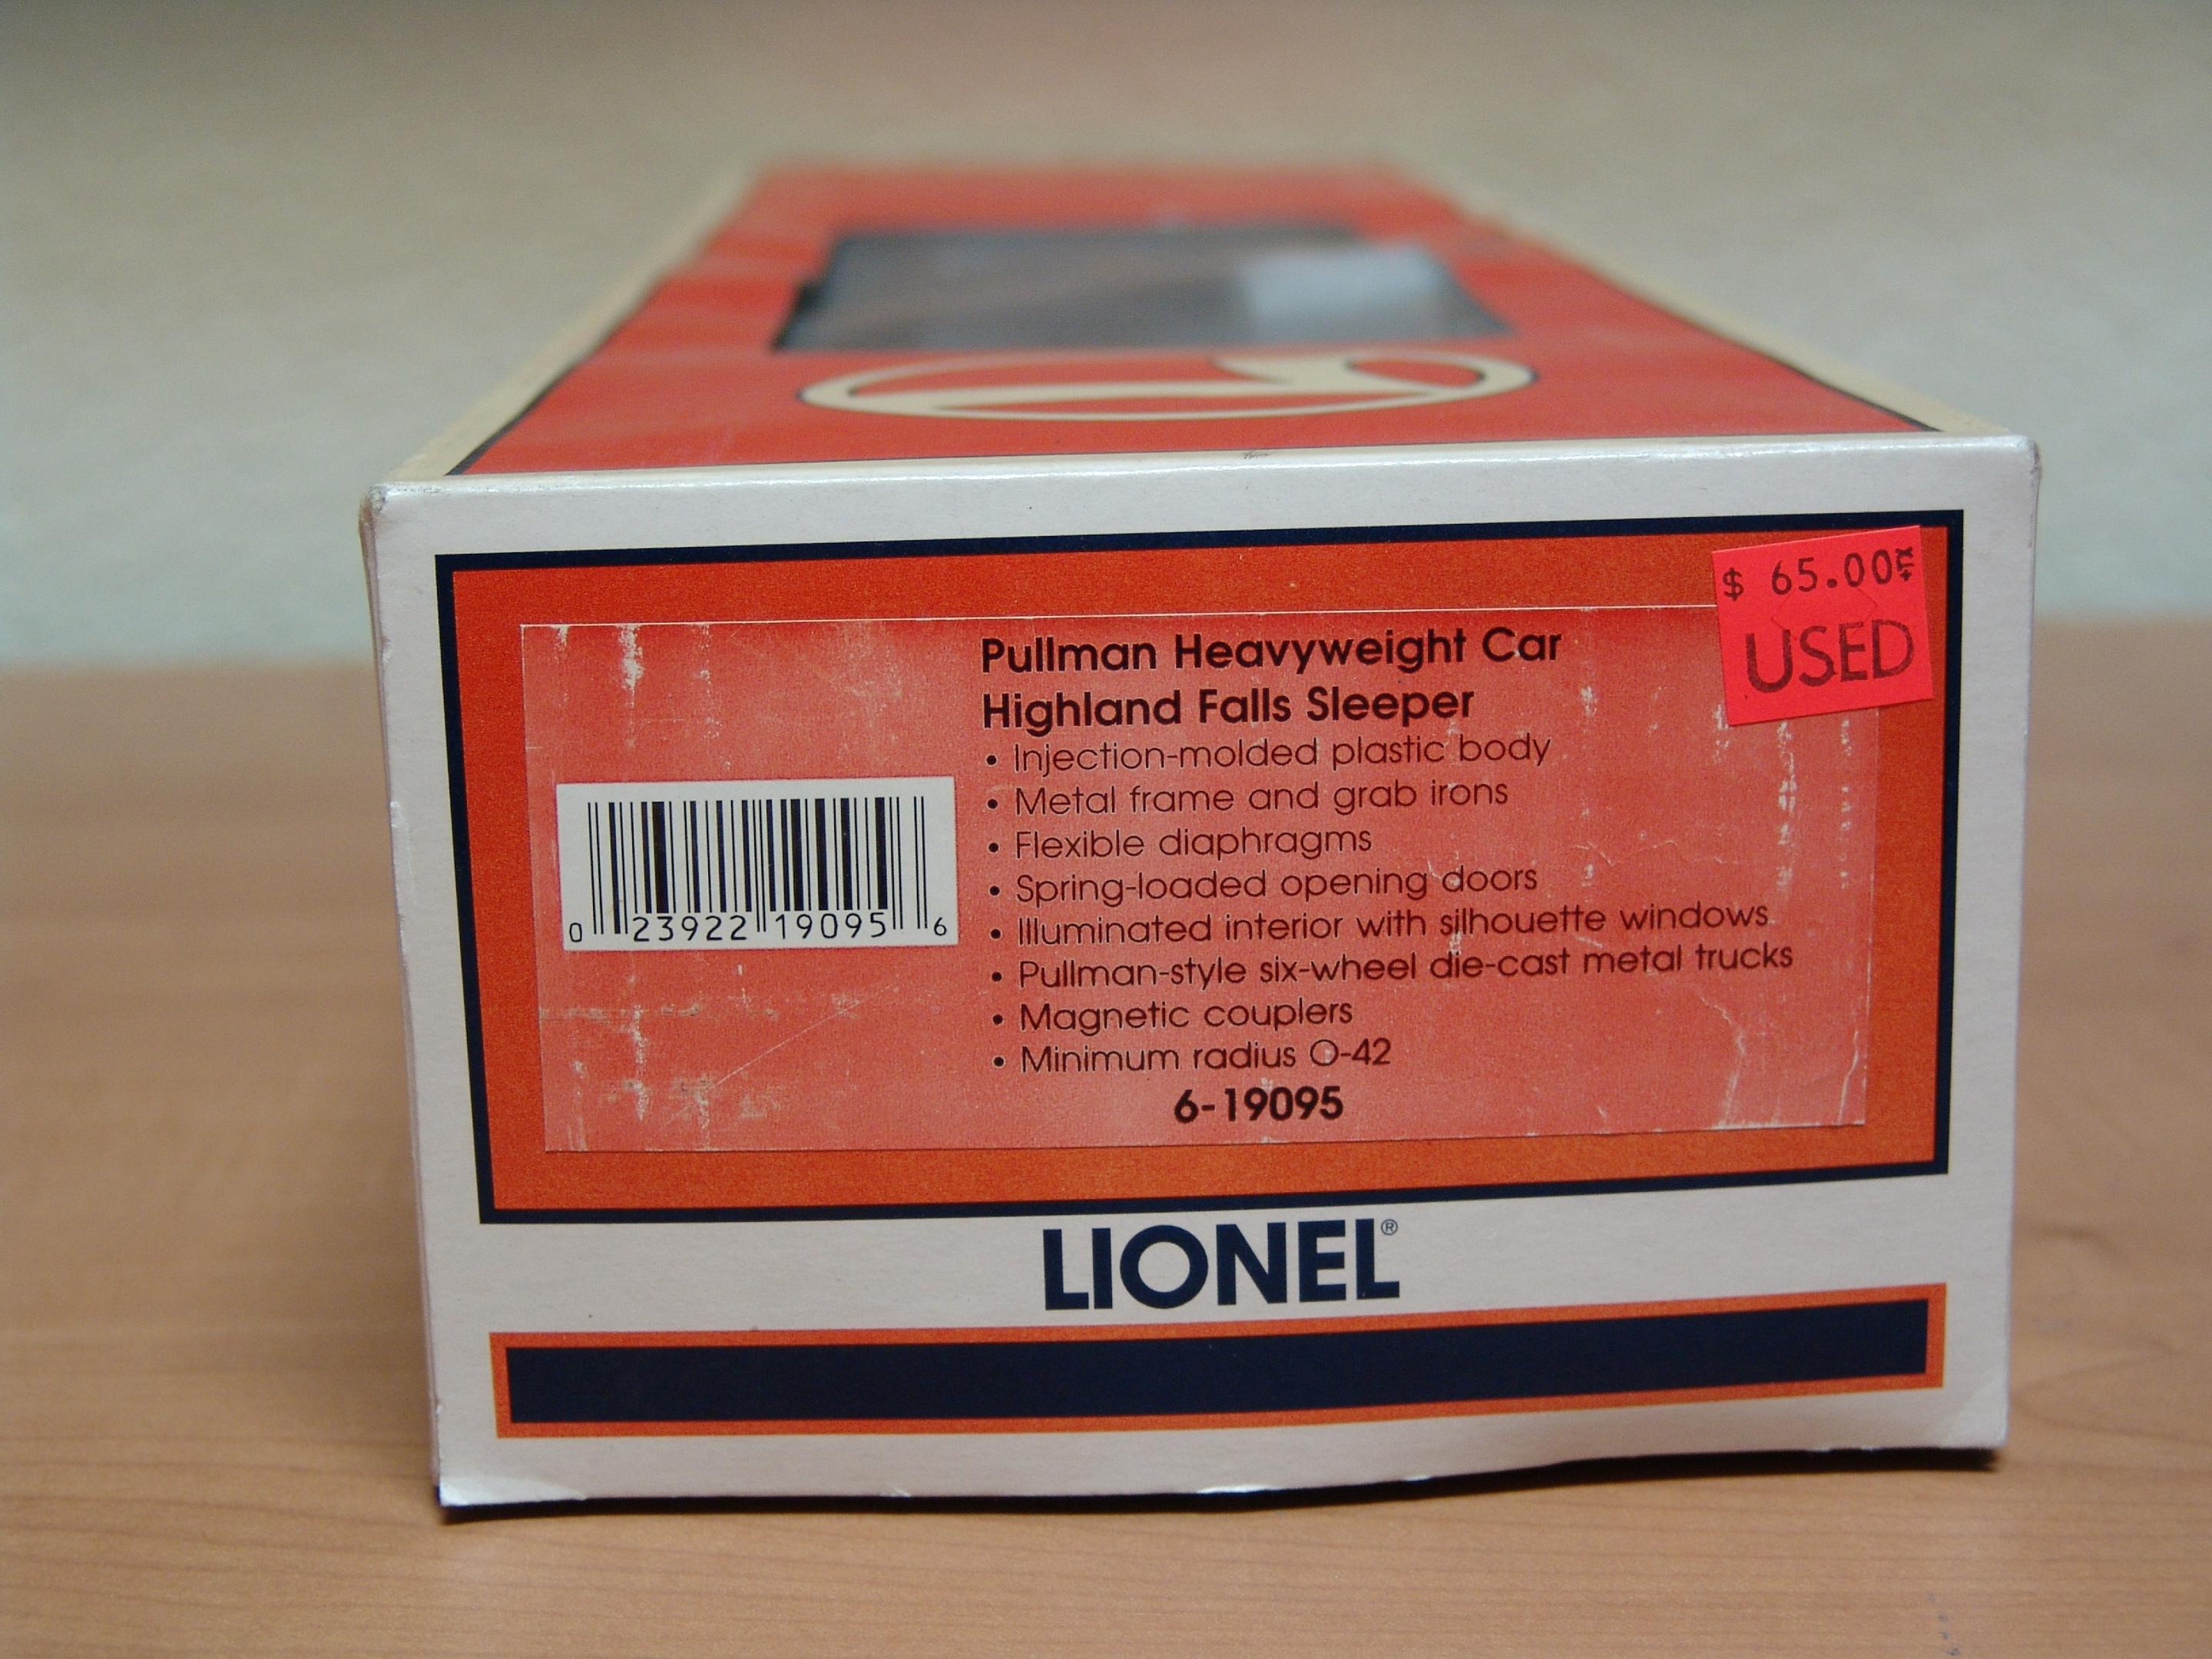 $ 65.00
USED
Pullman Heavyweight Car
Highland Falls Sleeper
• Injection-molded plastic body
• Metal frame and grab irons
• Flexible diaphragms
• Spring-loaded opening doors
• Illuminated interior with silhouette windows
• Pullman-style six-wheel die-cast metal trucks
• Magnetic couplers
• Minimum radius O-42
6-19095
0 23922 19095 6
LIONEL®